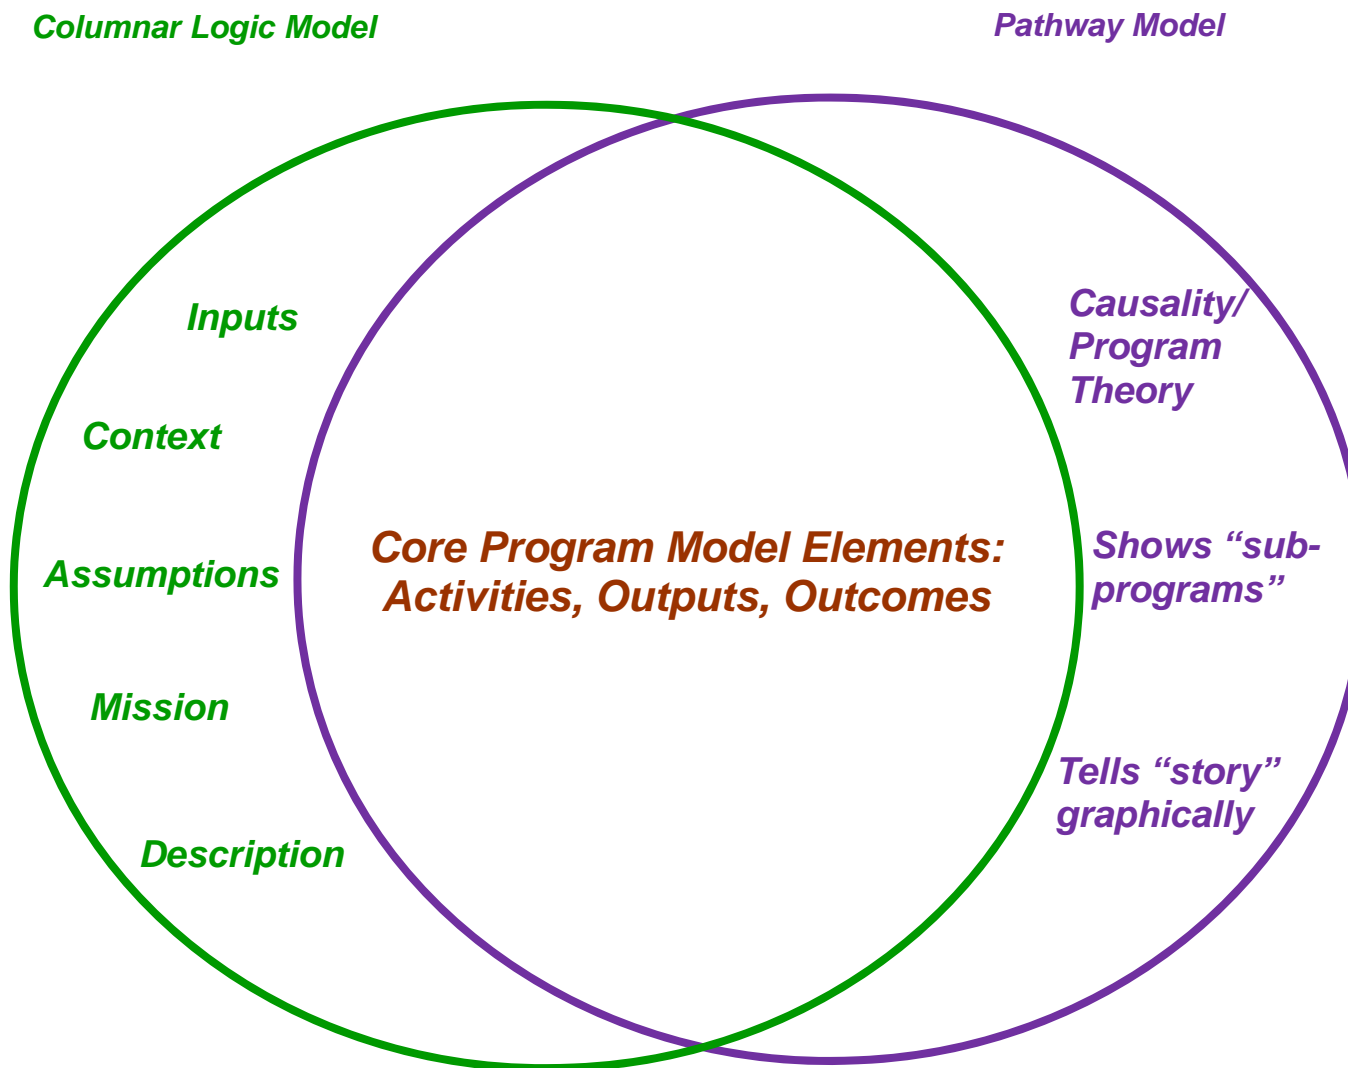 Columnar Logic Model
Pathway Model
Inputs
Context
Assumptions
Mission
Description
Core Program Model Elements:
Activities, Outputs, Outcomes
Causality/
Program
Theory
Shows “sub-
programs”
Tells “story”
graphically